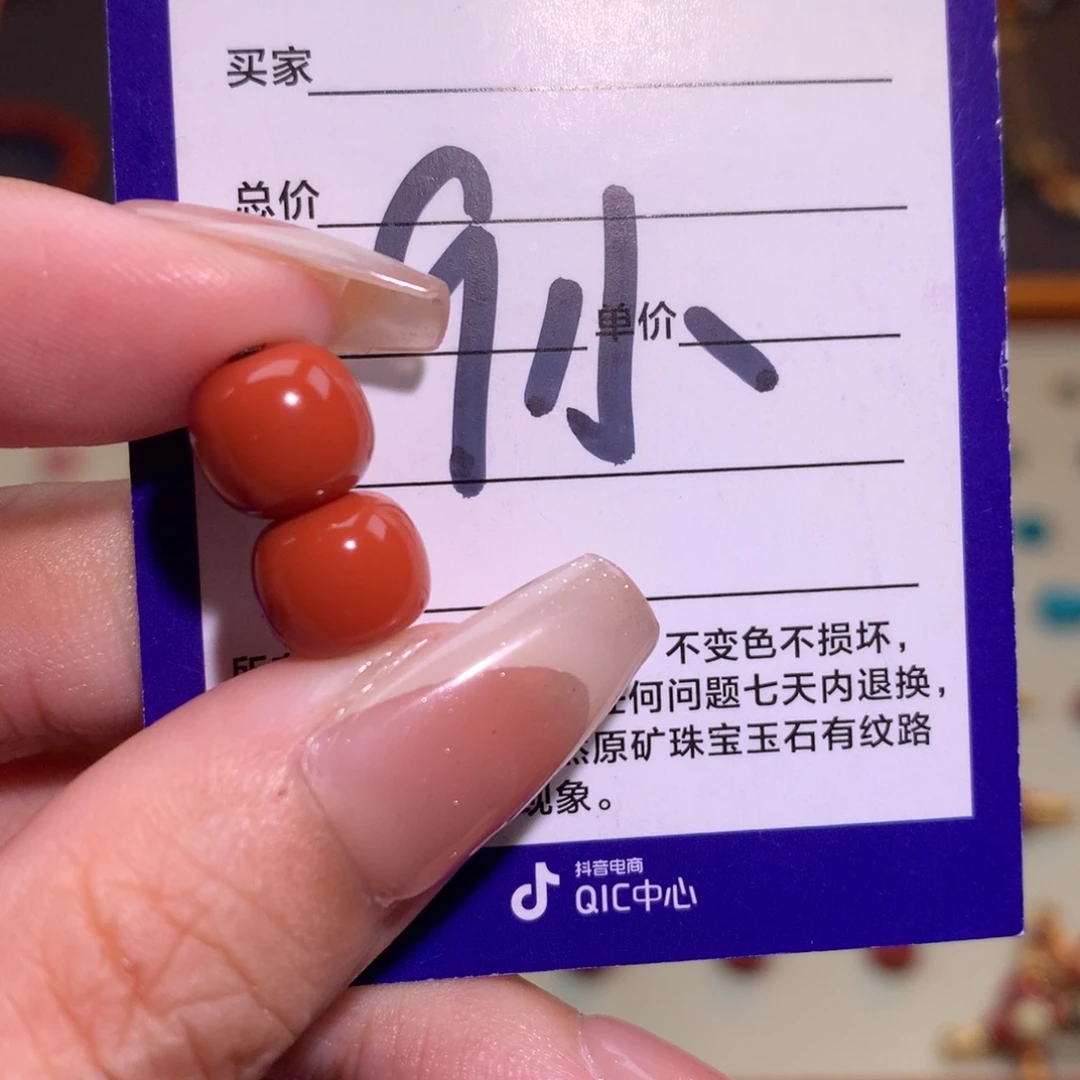 买家
总价
9小
单价
不变色不损坏，
何问题七天内退换，
原矿珠宝玉石有纹路
现象。
抖音电商
QIC中心